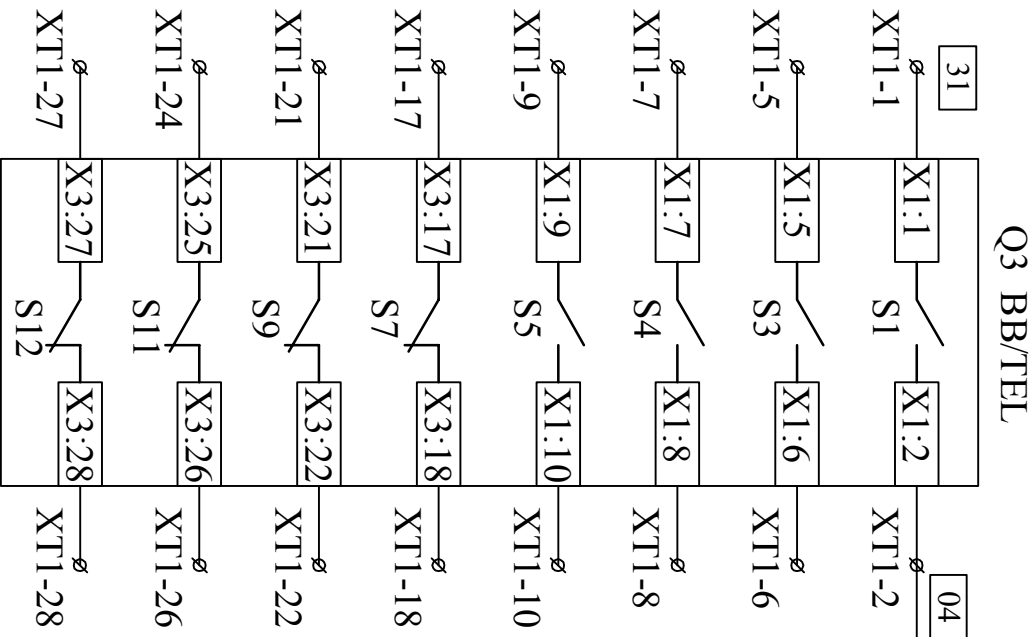 Q3 BB/TEL
31
04
XT1-1 X1:1 S1 X1:2 XT1-2
XT1-5 X1:5 S3 X1:6 XT1-6
XT1-7 X1:7 S4 X1:8 XT1-8
XT1-9 X1:9 S5 X1:10 XT1-10
XT1-17 X3:17 S7 X3:18 XT1-18
XT1-21 X3:21 S9 X3:22 XT1-22
XT1-24 X3:25 S11 X3:26 XT1-26
XT1-27 X3:27 S12 X3:28 XT1-28